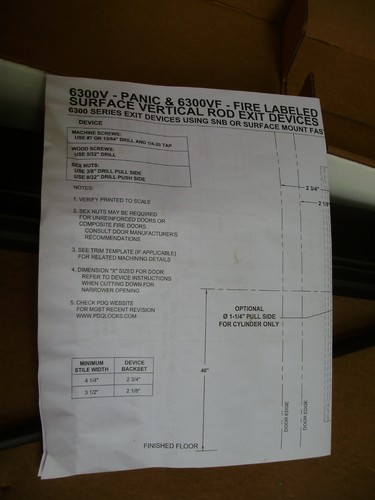 6300V - PANIC & 6300VF - FIRE LABELED
SURFACE VERTICAL ROD EXIT DEVICES
6300 SERIES EXIT DEVICES USING SNB OR SURFACE MOUNT FAS
DEVICE
MACHINE SCREWS:
USE #7 OR 13/64" DRILL AND 1/4-20 TAP
WOOD SCREWS:
USE 5/32" DRILL
SEX NUTS:
USE 3/8" DRILL PULL SIDE
USE 9/32" DRILL PUSH SIDE
NOTES:
1. VERIFY PRINTED TO SCALE
2. SEX NUTS MAY BE REQUIRED
FOR UNREINFORCED DOORS OR
COMPOSITE FIRE DOORS.
CONSULT DOOR MANUFACTURER'S
RECOMMENDATIONS
3. SEE TRIM TEMPLATE (IF APPLICABLE)
FOR RELATED MACHINING DETAILS
4. DIMENSION "X" SIZED FOR DOOR
REFER TO DEVICE INSTRUCTIONS
WHEN CUTTING DOWN FOR
NARROWER OPENING
5. CHECK PDQ WEBSITE
FOR MOST RECENT REVISION
WWW.PDQLOCKS.COM
2 3/4"
2 1/8"
OPTIONAL
Ø 1-1/4" PULL SIDE
FOR CYLINDER ONLY
MINIMUM STILE WIDTH DEVICE BACKSET
4 1/4" 2 3/4"
3 1/2" 2 1/8"
40"
DOOR EDGE
DOOR EDGE
FINISHED FLOOR